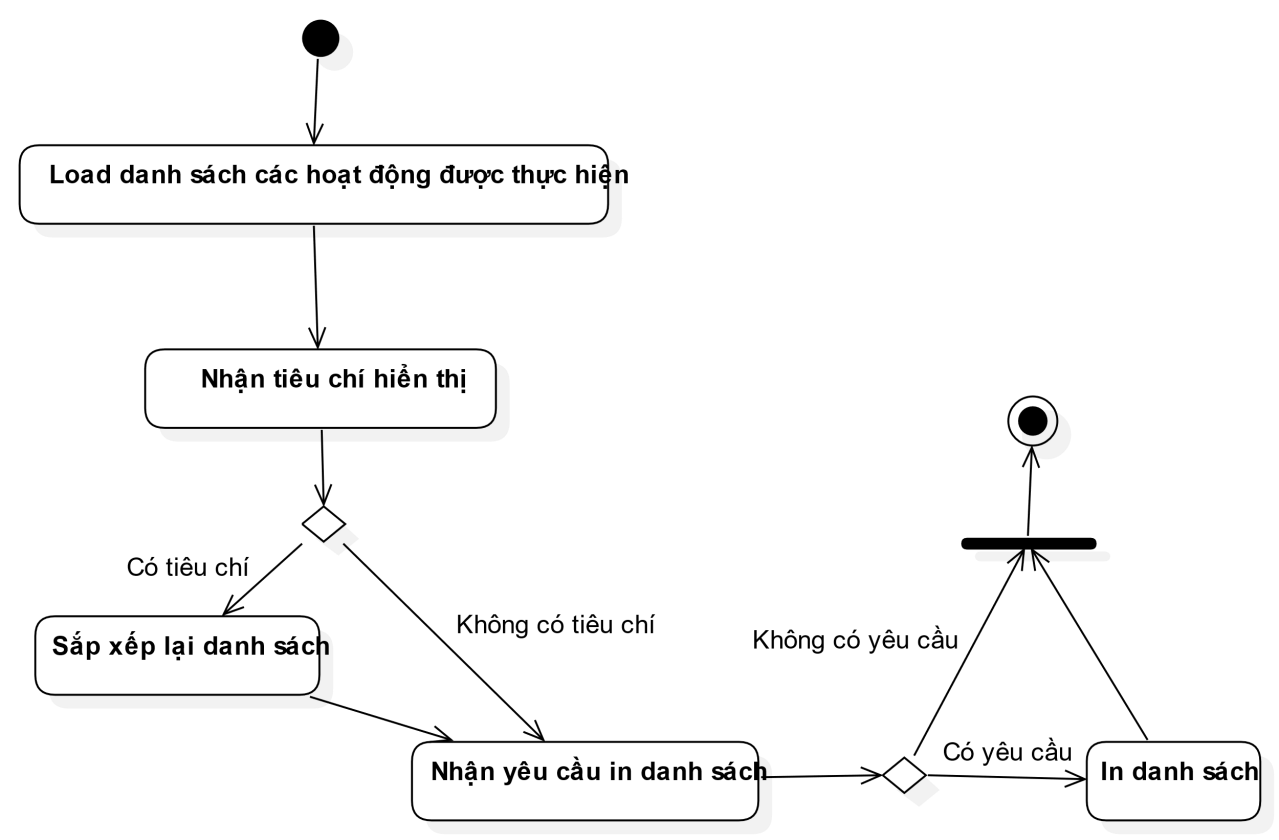 Load danh sách các hoạt động được thực hiện
Nhận tiêu chí hiển thị
Có tiêu chí
Không có tiêu chí
Sắp xếp lại danh sách
Nhận yêu cầu in danh sách
Không có yêu cầu
Có yêu cầu
In danh sách